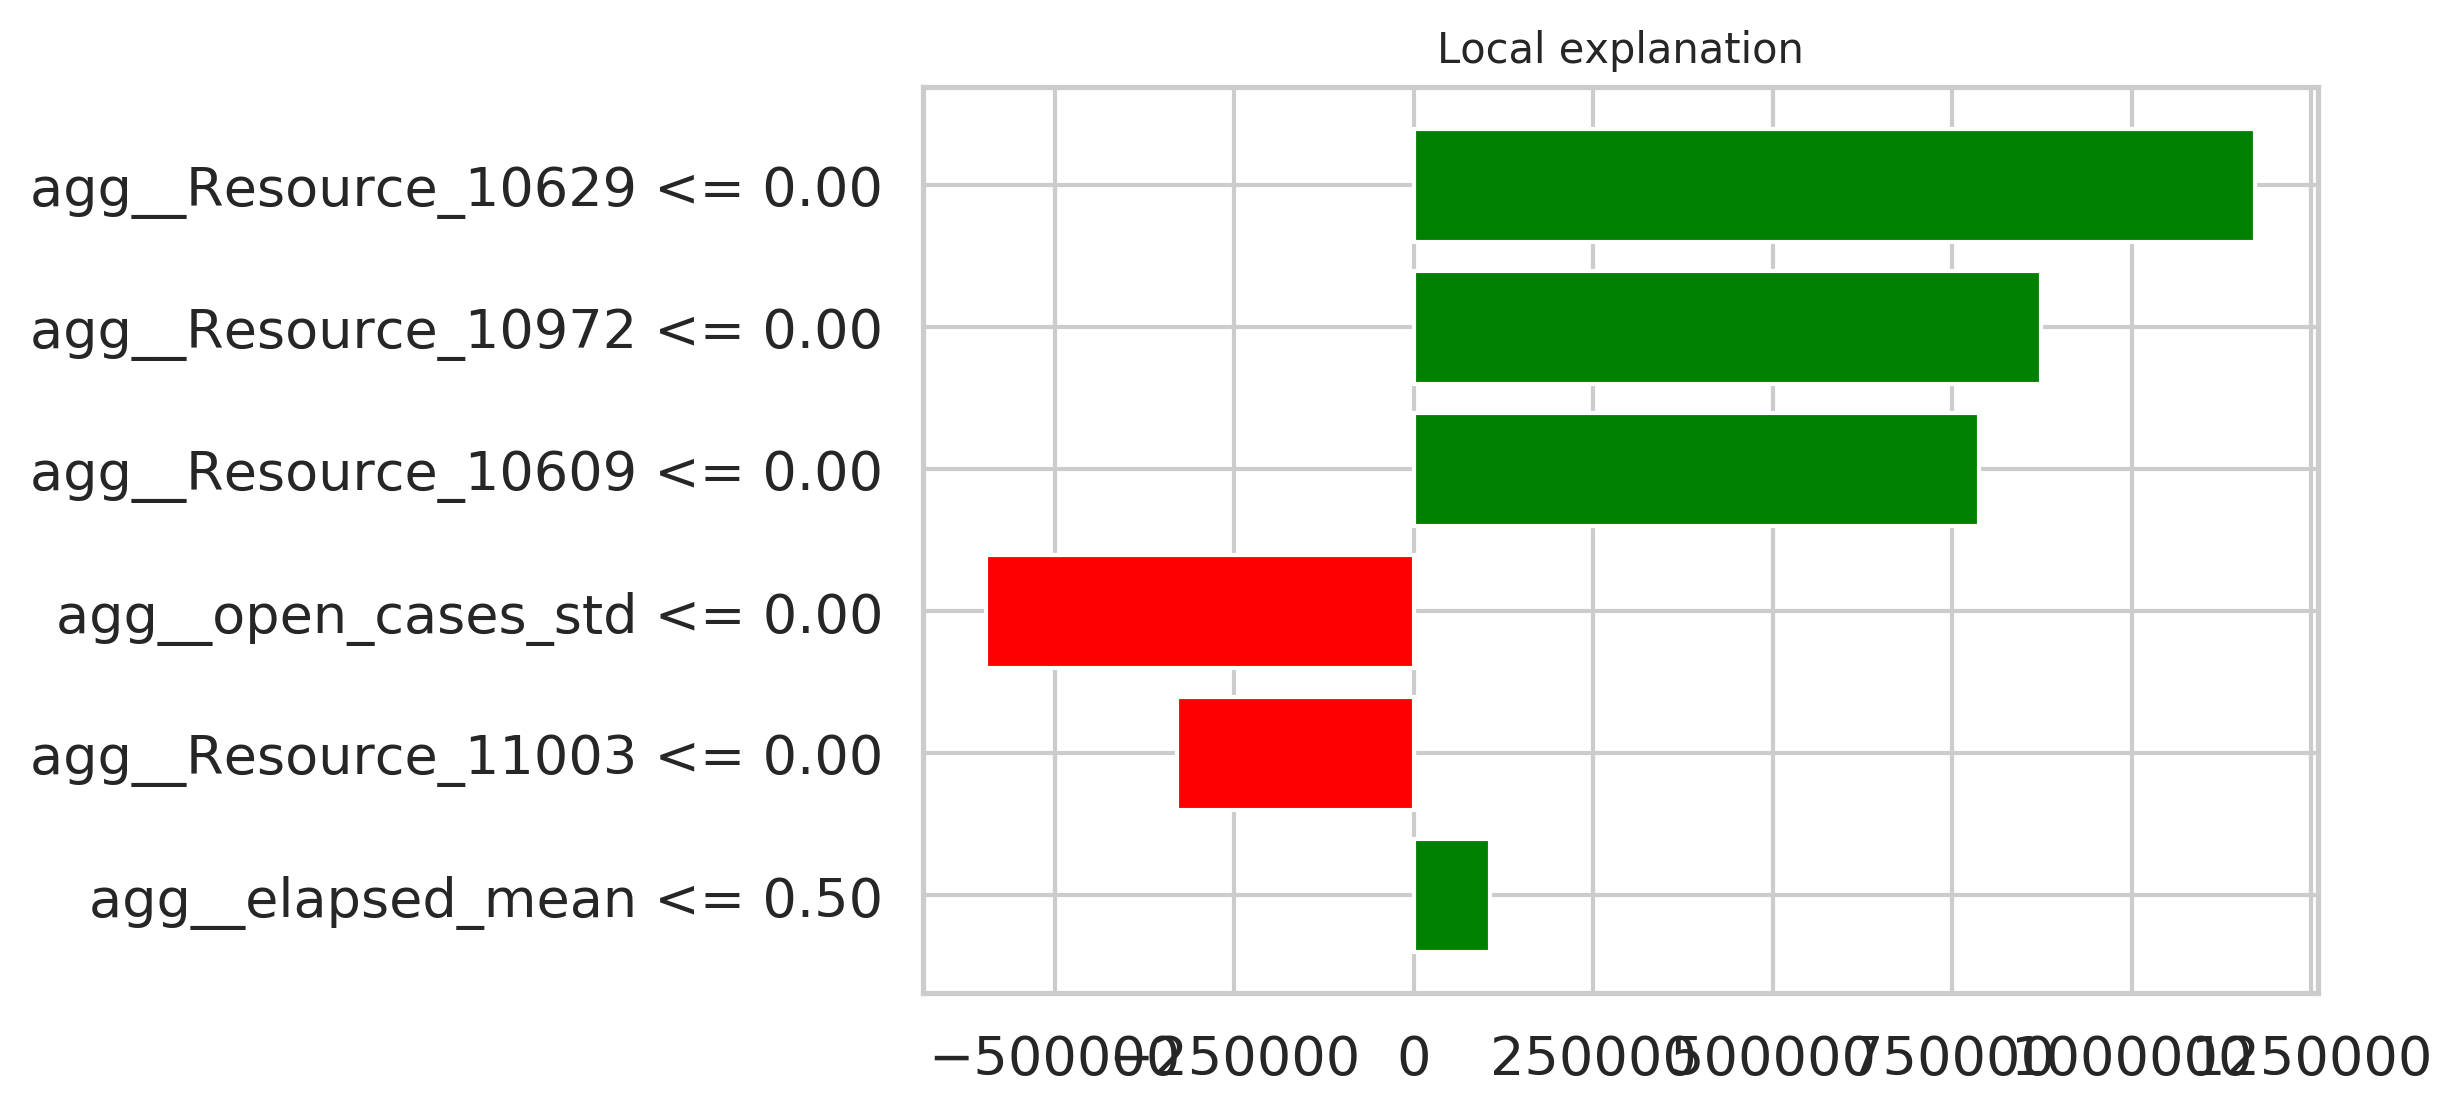 Local explanation
agg__Resource_10629 <= 0.00
agg__Resource_10972 <= 0.00
agg__Resource_10609 <= 0.00
agg__open_cases_std <= 0.00
agg__Resource_11003 <= 0.00
agg__elapsed_mean <= 0.50
−500000 −250000 0 250000 500000 750000 1000000 1250000